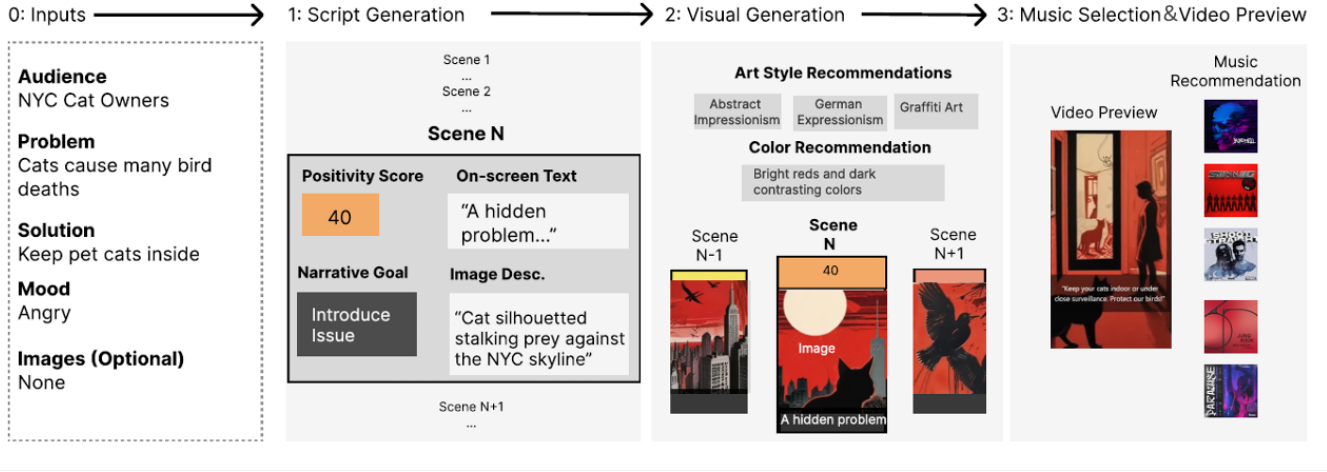 0: Inputs
1: Script Generation
2: Visual Generation
3: Music Selection&Video Preview
Audience
NYC Cat Owners
Problem
Cats cause many bird
deaths
Solution
Keep pet cats inside
Mood
Angry
Images (Optional)
None
Scene 1
...
Scene 2
...
Scene N
Positivity Score
40
On-screen Text
“A hidden
problem...”
Narrative Goal
Introduce
Issue
Image Desc.
“Cat silhouetted
stalking prey against
the NYC skyline”
Scene N+1
...
Art Style Recommendations
Abstract
Impressionism
German
Expressionism
Graffiti Art
Color Recommendation
Bright reds and dark
contrasting colors
Scene
N-1
Scene
N
40
Image
A hidden problem
Scene
N+1
Music
Recommendation
Video Preview
"Keep your cats indoor or under
close surveillance. Protect our birds!"
PARADISE